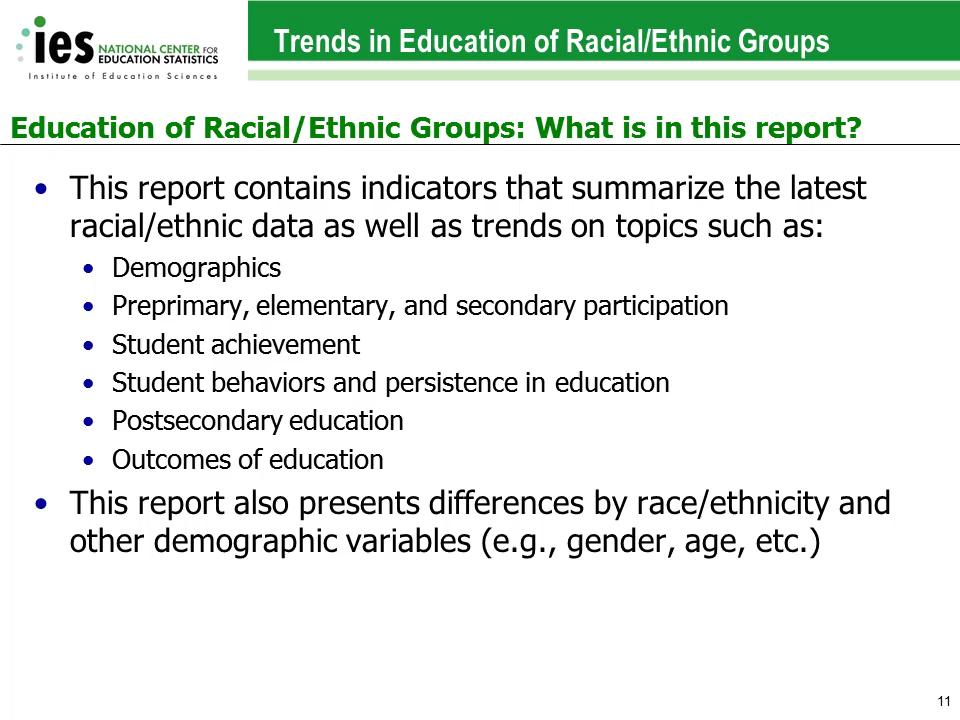 ies NATIONAL CENTER FOR
EDUCATION STATISTICS
Institute of Education Sciences
Trends in Education of Racial/Ethnic Groups
Education of Racial/Ethnic Groups: What is in this report?
• This report contains indicators that summarize the latest
racial/ethnic data as well as trends on topics such as:
• Demographics
• Preprimary, elementary, and secondary participation
• Student achievement
• Student behaviors and persistence in education
• Postsecondary education
• Outcomes of education
• This report also presents differences by race/ethnicity and
other demographic variables (e.g., gender, age, etc.)
11